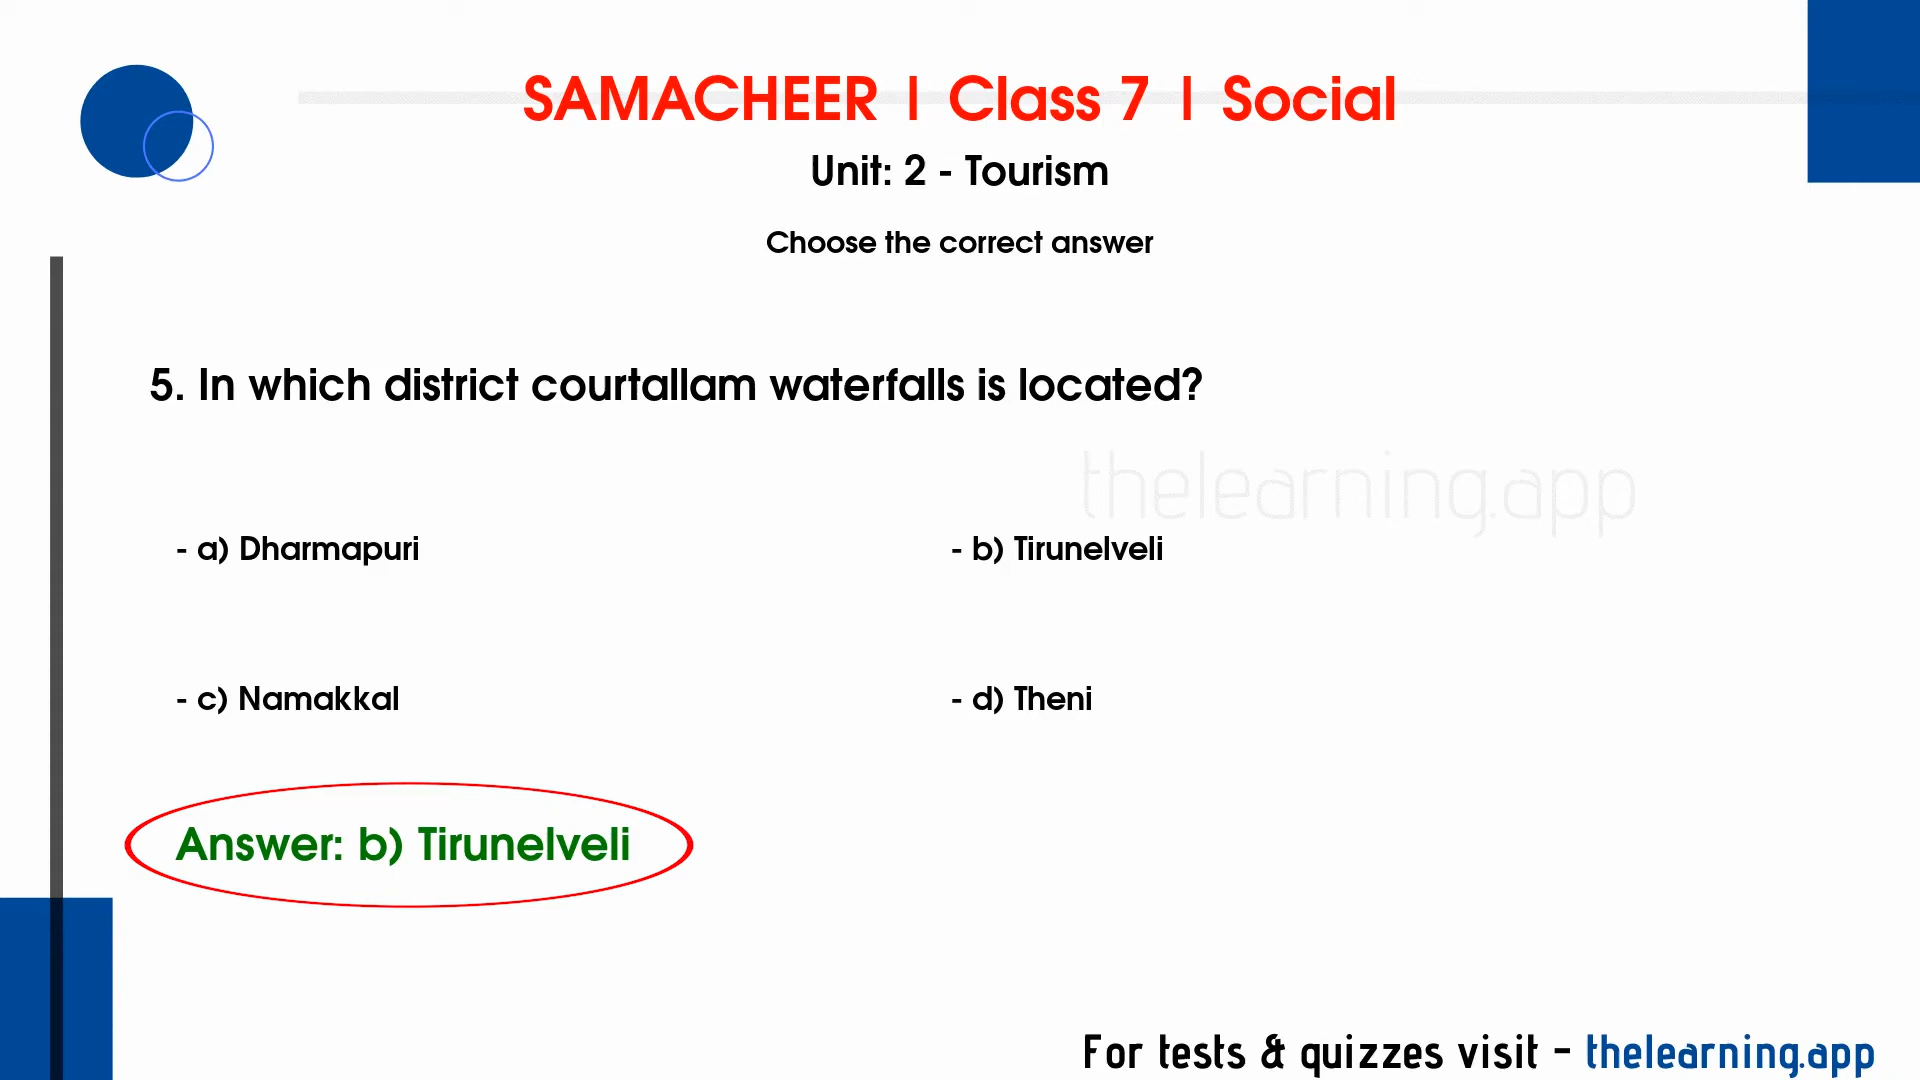 SAMACHEER | Class 7 | Social
Unit: 2 - Tourism
Choose the correct answer
5. In which district courtallam waterfalls is located?
thelearning.app
- a) Dharmapuri
- b) Tirunelveli
- c) Namakkal
- d) Theni
Answer: b) Tirunelveli
For tests & quizzes visit - thelearning.app